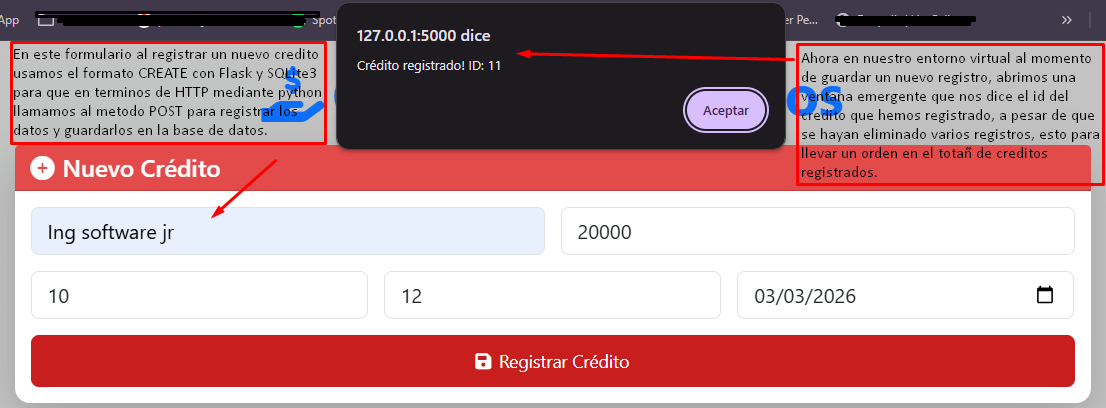 App
Spot
er Pe...
»
127.0.0.1:5000 dice
Crédito registrado! ID: 11
Aceptar
En este formulario al registrar un nuevo credito
usamos el formato CREATE con Flask y SQLite3
para que en terminos de HTTP mediante python
llamamos al metodo POST para registrar los
datos y guardarlos en la base de datos.
Ahora en nuestro entorno virtual al momento
de guardar un nuevo registro, abrimos una
ventana emergente que nos dice el id del
credito que hemos registrado, a pesar de que
se hayan eliminado varios registros, esto para
llevar un orden en el totañ de creditos
registrados.
os
Nuevo Crédito
Ing software jr
20000
10
12
03/03/2026
Registrar Crédito